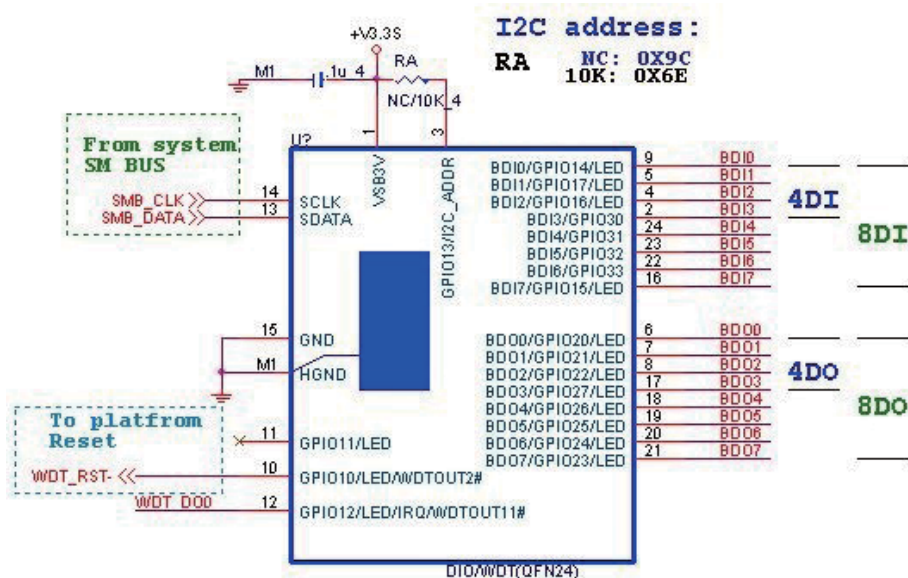 I2C address:
RA NC: 0X9C
10K: 0X6E
+V3.3S
RA
M1 1u_4
NC/10K_4
U?
1
3
VSB3V
GPIO13/I2C_ADDR
From system
SM BUS
SMB_CLK 14 SCLK
SMB_DATA 13 SDATA
BDI0/GPIO14/LED 9 BDI0
BDI1/GPIO17/LED 5 BDI1
BDI2/GPIO16/LED 4 BDI2
BDI3/GPIO30 2 BDI3
BDI4/GPIO31 24 BDI4
BDI5/GPIO32 23 BDI5
BDI6/GPIO33 22 BDI6
BDI7/GPIO15/LED 16 BDI7
4DI
8DI
15 GND
M1 HGND
BDO0/GPIO20/LED 6 BDO0
BDO1/GPIO21/LED 7 BDO1
BDO2/GPIO22/LED 8 BDO2
BDO3/GPIO27/LED 17 BDO3
BDO4/GPIO26/LED 18 BDO4
BDO5/GPIO25/LED 19 BDO5
BDO6/GPIO24/LED 20 BDO6
BDO7/GPIO23/LED 21 BDO7
4DO
8DO
To platfrom
Reset
11 GPIO11/LED
WDT_RST- 10 GPIO10/LED/WDTOUT2#
WDT DO0 12 GPIO12/LED/IRQ/WDTOUT11#
DIO/WDT(QFN24)